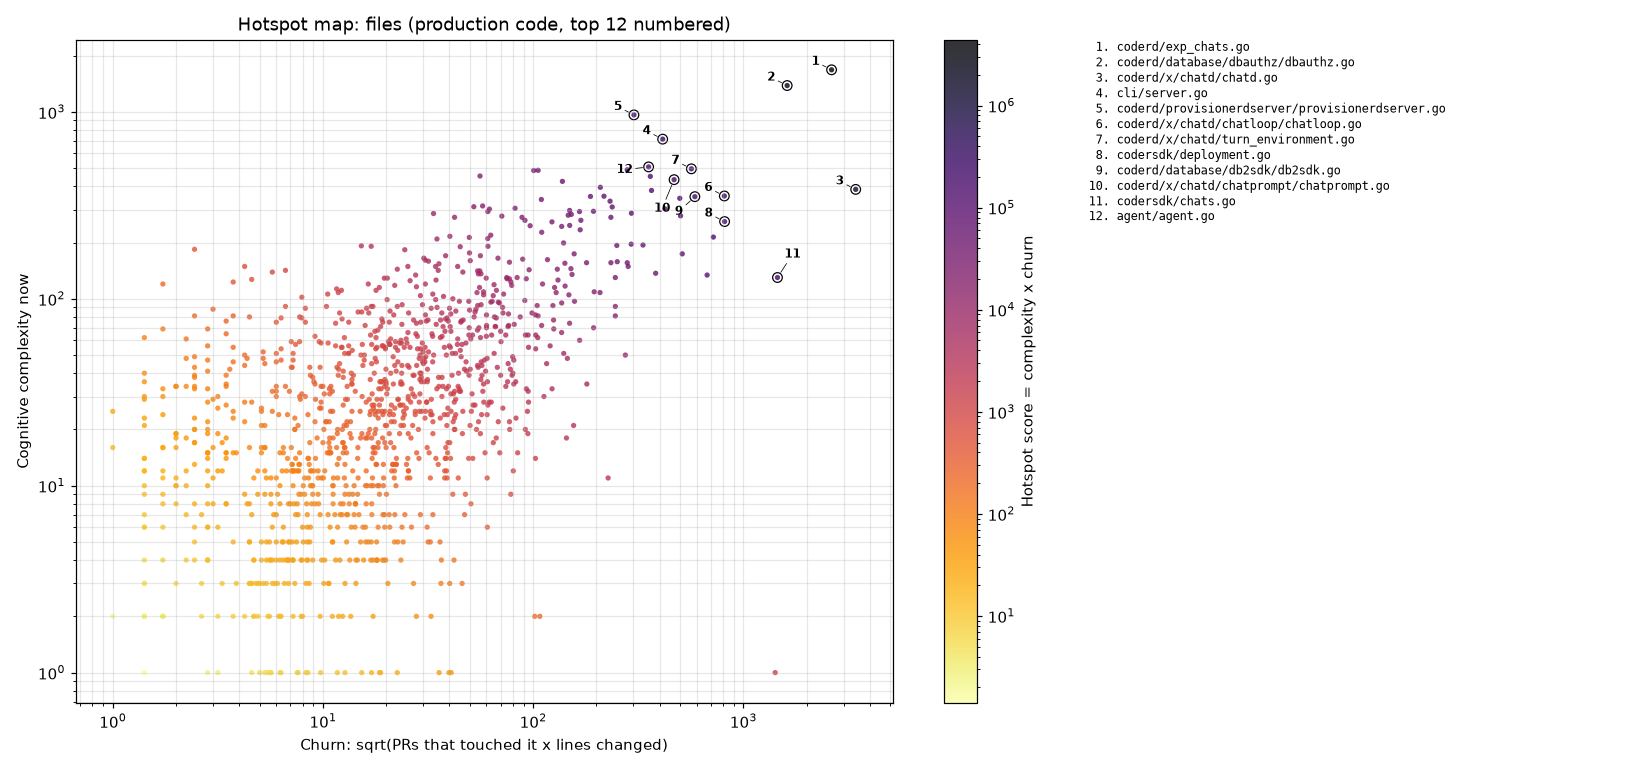 Hotspot map: files (production code, top 12 numbered)
1
2
5
4
12
7
3
6
10
9
8
11
10³
10²
10¹
10⁰
Cognitive complexity now
10⁰
10¹
10²
10³
Churn: sqrt(PRs that touched it x lines changed)
10⁶
10⁵
10⁴
10³
10²
10¹
Hotspot score = complexity x churn
1. coderd/exp_chats.go
2. coderd/database/dbauthz/dbauthz.go
3. coderd/x/chatd/chatd.go
4. cli/server.go
5. coderd/provisionerdserver/provisionerdserver.go
6. coderd/x/chatd/chatloop/chatloop.go
7. coderd/x/chatd/turn_environment.go
8. codersdk/deployment.go
9. coderd/database/db2sdk/db2sdk.go
10. coderd/x/chatd/chatprompt/chatprompt.go
11. codersdk/chats.go
12. agent/agent.go